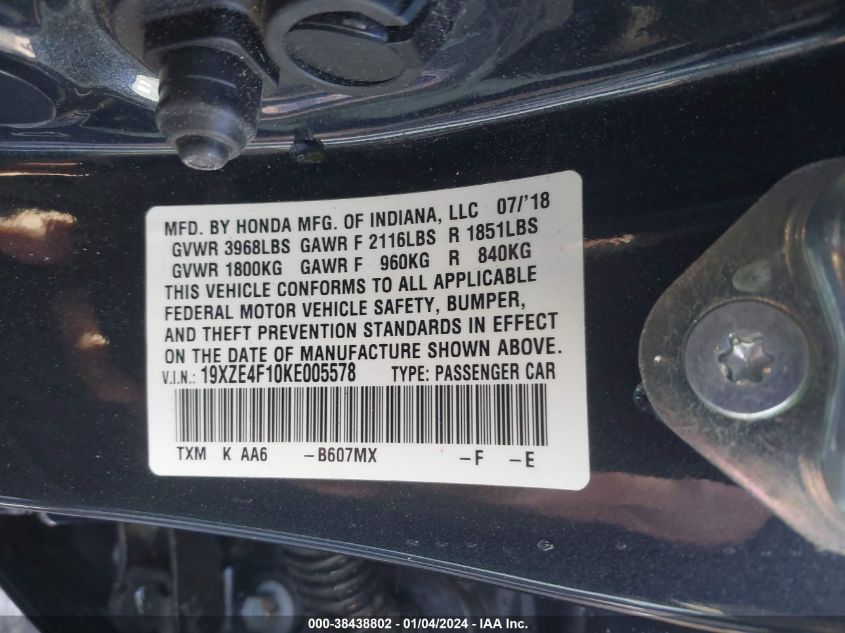 MFD. BY HONDA MFG. OF INDIANA, LLC 07/'18
GVWR 3968LBS GAWR F 2116LBS R 1851LBS
GVWR 1800KG GAWR F 960KG R 840KG
THIS VEHICLE CONFORMS TO ALL APPLICABLE
FEDERAL MOTOR VEHICLE SAFETY, BUMPER,
AND THEFT PREVENTION STANDARDS IN EFFECT
ON THE DATE OF MANUFACTURE SHOWN ABOVE.
V.I.N.: 19XZE4F10KE005578 TYPE: PASSENGER CAR
TXM K AA6 -B607MX -F -E
000-38438802 - 01/04/2024 - IAA Inc.